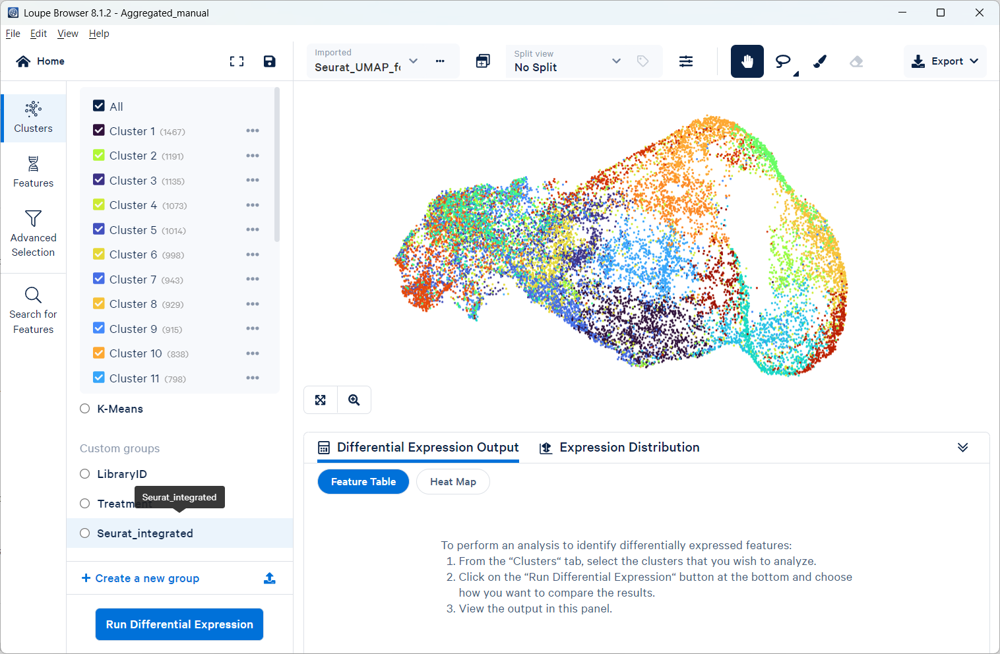 Loupe Browser 8.1.2 - Aggregated_manual
File Edit View Help
Home
Imported
Seurat_UMAP_fo
Split view
No Split
Export
Clusters
Features
Advanced
Selection
Search for
Features
All
Cluster 1 (1467)
Cluster 2 (1191)
Cluster 3 (1135)
Cluster 4 (1073)
Cluster 5 (1014)
Cluster 6 (998)
Cluster 7 (943)
Cluster 8 (929)
Cluster 9 (915)
Cluster 10 (838)
Cluster 11 (798)
K-Means
Custom groups
LibraryID
Seurat_integrated
Treatment
Seurat_integrated
+ Create a new group
Run Differential Expression
Differential Expression Output
Expression Distribution
Feature Table
Heat Map
To perform an analysis to identify differentially expressed features:
1. From the “Clusters“ tab, select the clusters that you wish to analyze.
2. Click on the “Run Differential Expression“ button at the bottom and choose
how you want to compare the results.
3. View the output in this panel.